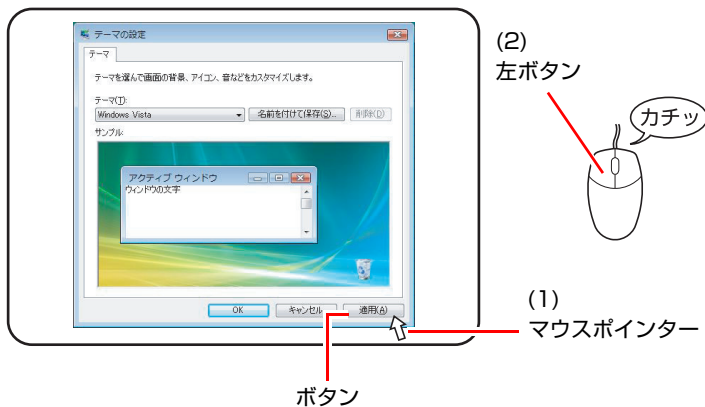 テーマの設定
テーマ
テーマを選んで画面の背景、アイコン、音などをカスタマイズします。
テーマ(T):
Windows Vista
名前を付けて保存(S)...
削除(D)
サンプル:
アクティブ ウィンドウ
ウィンドウの文字
OK
キャンセル
適用(A)
(2)
左ボタン
カチッ
(1)
マウスポインター
ボタン